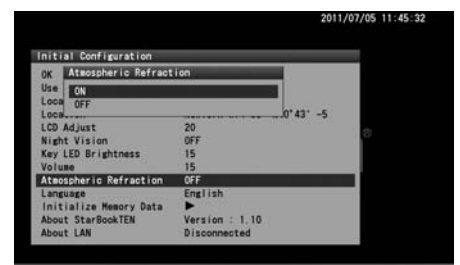 2011/07/05 11:45:32
Initial Configuration
OK
Atmospheric Refraction
Use
ON
Loca
OFF
0°43' -5
LCD Adjust 20
Night Vision OFF
Key LED Brightness 15
Volume 15
Atmospheric Refraction OFF
Language English
Initialize Memory Data ▶
About StarBookTEN Version : 1.10
About LAN Disconnected